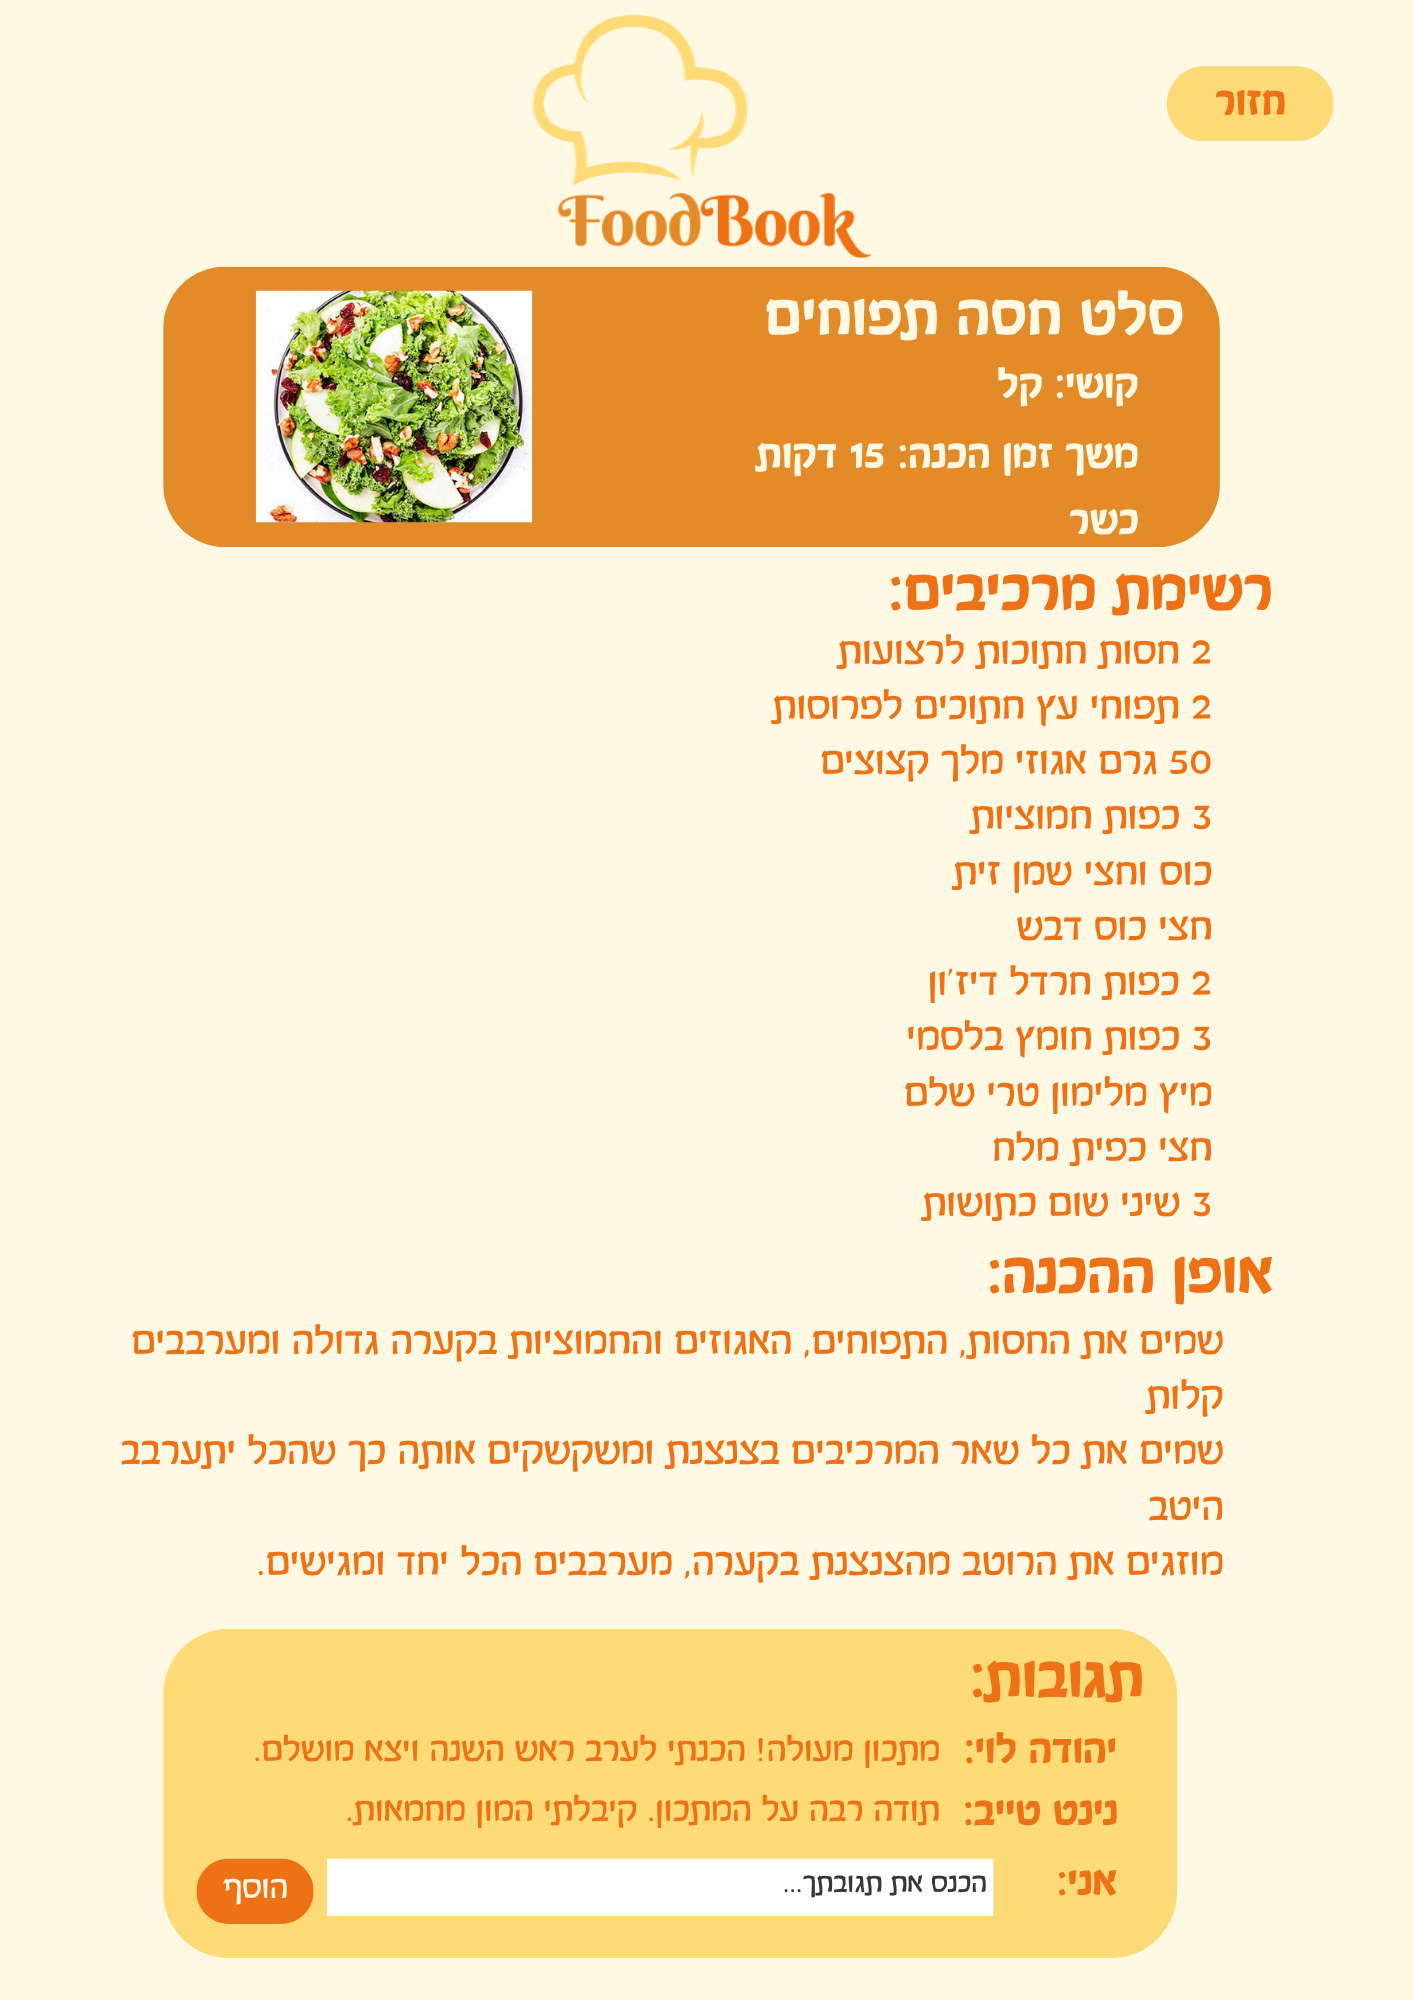 חזור
FoodBook
סלט חסה תפוחים
קושי: קל
משך זמן הכנה: 15 דקות
כשר
רשימת מרכיבים:
2 חסות חתוכות לרצועות
2 תפוחי עץ חתוכים לפרוסות
50 גרם אגוזי מלך קצוצים
3 כפות חמוציות
כוס וחצי שמן זית
חצי כוס דבש
2 כפות חרדל דיז'ון
3 כפות חומץ בלסמי
מיץ מלימון טרי שלם
חצי כפית מלח
3 שיני שום כתושות
אופן ההכנה:
שמים את החסות, התפוחים, האגוזים והחמוציות בקערה גדולה ומערבבים
קלות
שמים את כל שאר המרכיבים בצנצנת ומשקשקים אותה כך שהכל יתערבב
היטב
מוזגים את הרוטב מהצנצנת בקערה, מערבבים הכל יחד ומגישים.
תגובות:
יהודה לוי: מתכון מעולה! הכנתי לערב ראש השנה ויצא מושלם.
נינט טייב: תודה רבה על המתכון. קיבלתי המון מחמאות.
אני: הכנס את תגובתך... הוסף